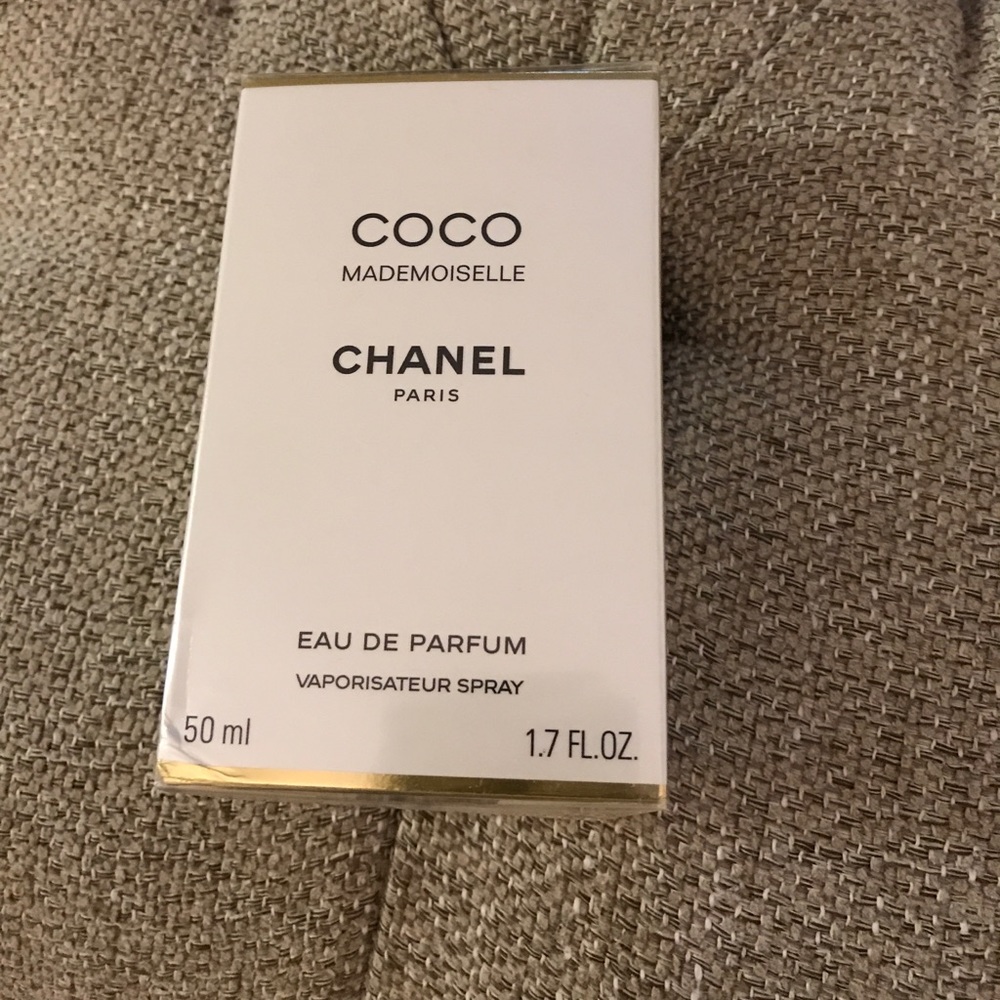 COCO
MADEMOISELLE
CHANEL
PARIS
EAU DE PARFUM
VAPORISATEUR SPRAY
50 ml 1.7 FL.OZ.